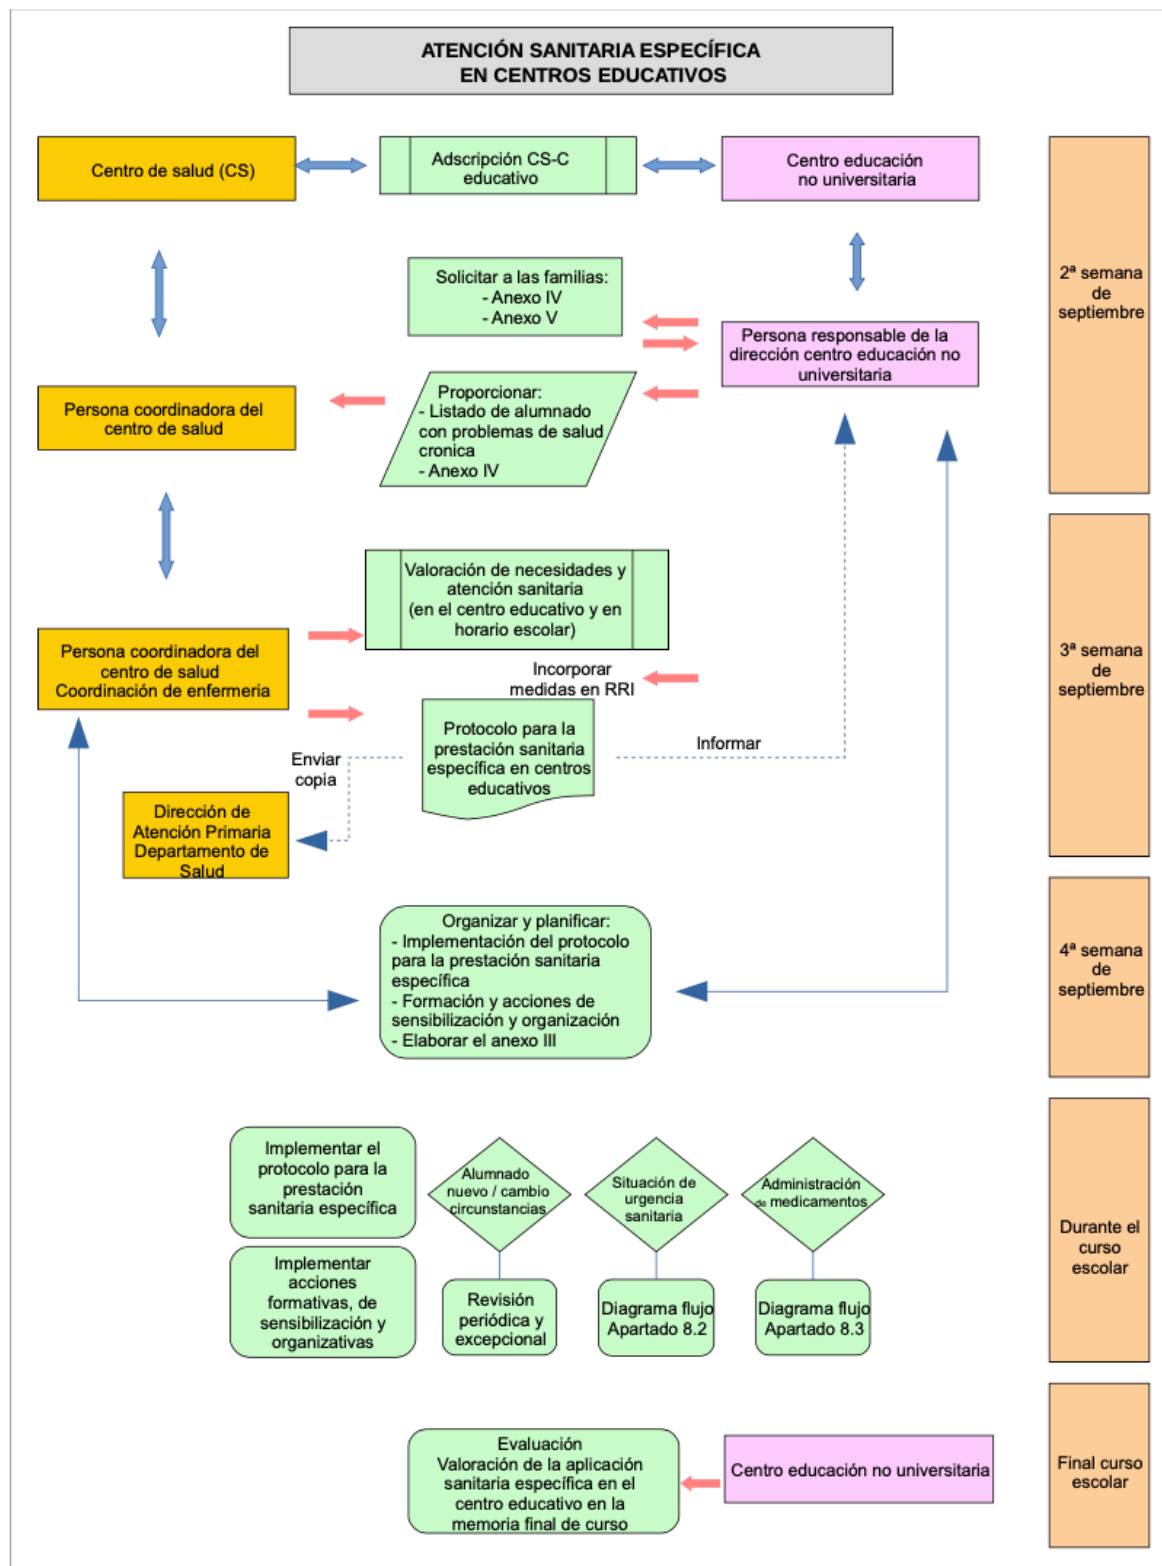 ATENCIÓN SANITARIA ESPECÍFICA
EN CENTROS EDUCATIVOS
Centro de salud (CS)
Adscripción CS-C
educativo
Centro educación
no universitaria
2ª semana
de
septiembre
Solicitar a las familias:
- Anexo IV
- Anexo V
Persona responsable de la
dirección centro educación no
universitaria
Persona coordinadora del
centro de salud
Proporcionar:
- Listado de alumnado
con problemas de salud
cronica
- Anexo IV
3ª semana
de
septiembre
Valoración de necesidades y
atención sanitaria
(en el centro educativo y en
horario escolar)
Persona coordinadora del
centro de salud
Coordinación de enfermeria
Incorporar
medidas en RRI
Protocolo para la
prestación sanitaria
específica en centros
educativos
Informar
Enviar
copia
Dirección de
Atención Primaria
Departamento de
Salud
4ª semana
de
septiembre
Organizar y planificar:
- Implementación del protocolo
para la prestación sanitaria
específica
- Formación y acciones de
sensibilización y organización
- Elaborar el anexo III
Implementar el
protocolo para la
prestación
sanitaria específica
Alumnado
nuevo / cambio
circunstancias
Situación de
urgencia
sanitaria
Administración
de medicamentos
Durante el
curso
escolar
Implementar
acciones
formativas, de
sensibilización y
organizativas
Revisión
periódica y
excepcional
Diagrama flujo
Apartado 8.2
Diagrama flujo
Apartado 8.3
Evaluación
Valoración de la aplicación
sanitaria específica en el
centro educativo en la
memoria final de curso
Centro educación no universitaria
Final curso
escolar